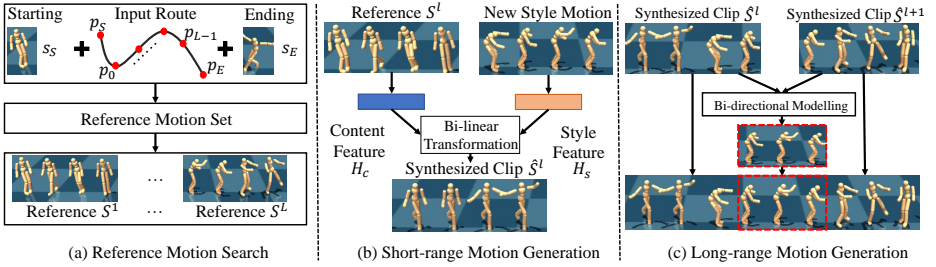 Starting
Input Route
Ending
s_S
+
p_S
p_0
......
p_{L-1}
p_E
+
s_E
Reference Motion Set
...
Reference S^1
...
Reference S^L
(a) Reference Motion Search
Reference S^l
New Style Motion
Content
Feature
H_c
Bi-linear
Transformation
Style
Feature
H_s
Synthesized Clip Ŝ^l
(b) Short-range Motion Generation
Synthesized Clip Ŝ^l
Synthesized Clip Ŝ^{l+1}
Bi-directional Modelling
(c) Long-range Motion Generation